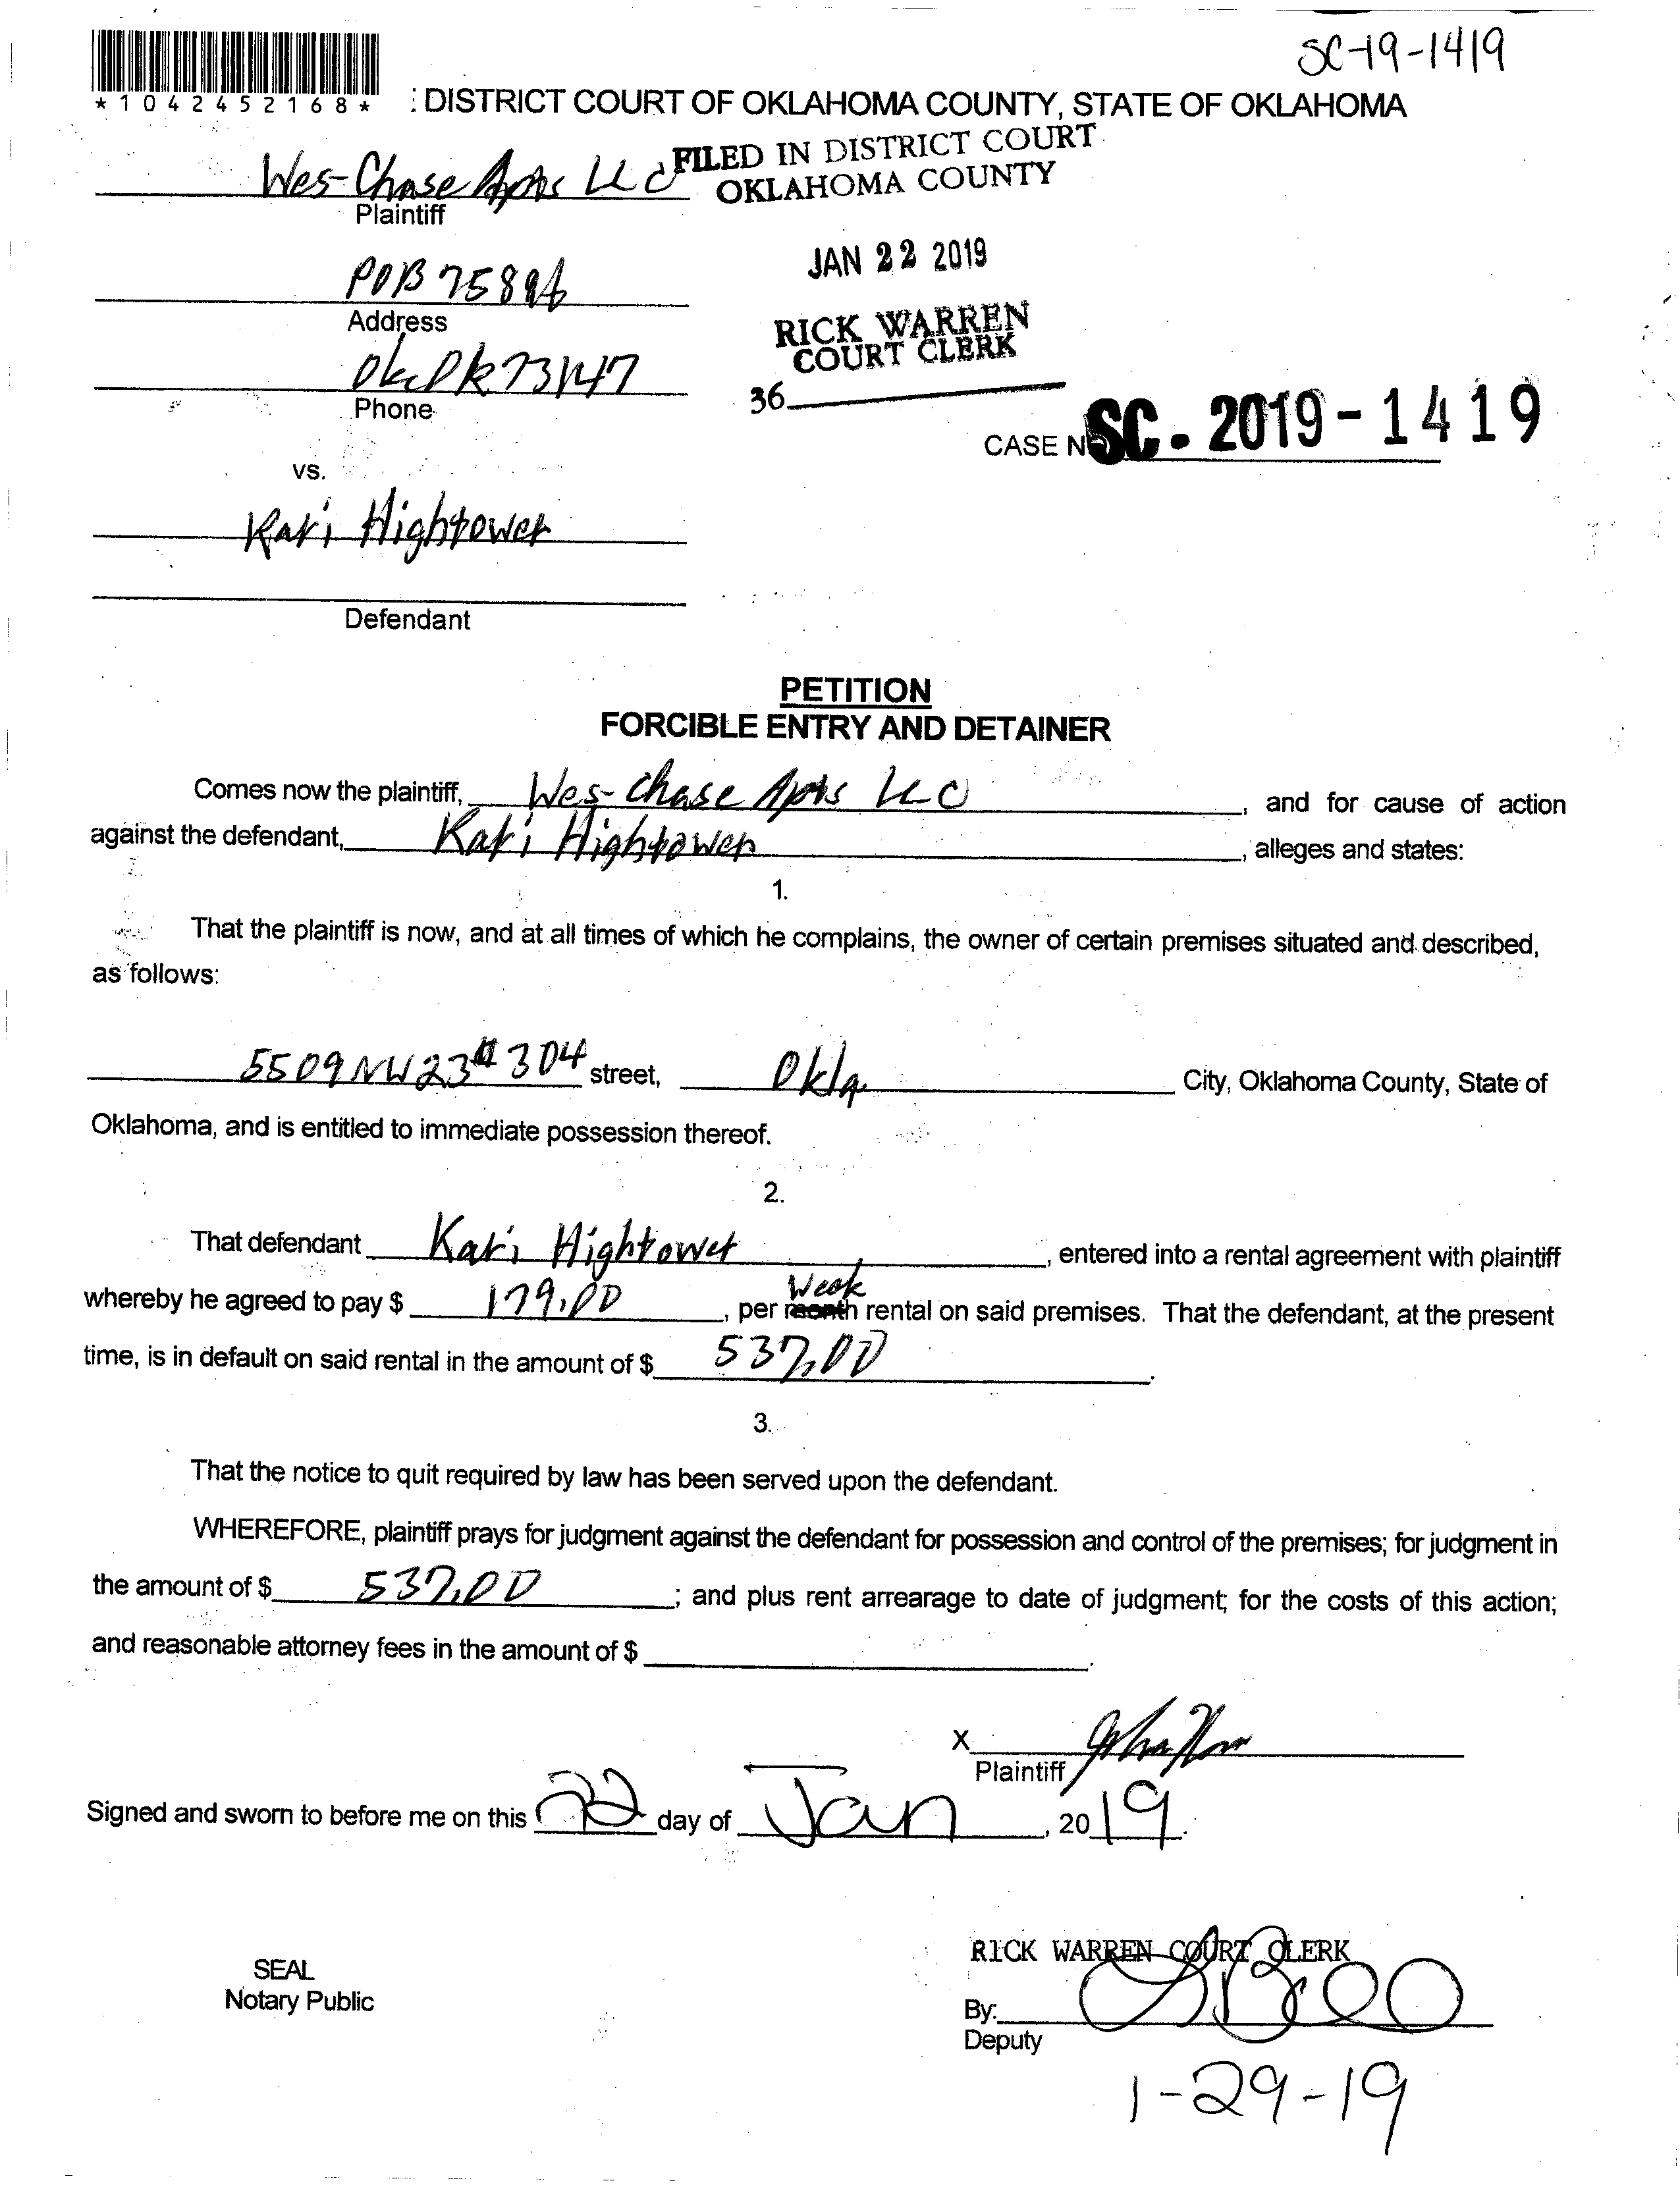 SC-19-1419
*1042452168*
: DISTRICT COURT OF OKLAHOMA COUNTY, STATE OF OKLAHOMA
Wes-Chase Apts LLC
FILED IN DISTRICT COURT
OKLAHOMA COUNTY
Plaintiff
JAN 22 2019
POB 75896
Address
RICK WARREN
COURT CLERK
Okc Ok 73147
Phone
36
CASE NO SC. 2019-1419
vs.
Kari Hightower
Defendant
PETITION
FORCIBLE ENTRY AND DETAINER
Comes now the plaintiff, Wes-Chase Apts LLC, and for cause of action
against the defendant, Kari Hightower, alleges and states:
1.
That the plaintiff is now, and at all times of which he complains, the owner of certain premises situated and described,
as follows:
5509 NW 23 # 304 street, Okla City, Oklahoma County, State of
Oklahoma, and is entitled to immediate possession thereof.
2.
That defendant Kari Hightower, entered into a rental agreement with plaintiff
Week
whereby he agreed to pay $ 179.00, per month rental on said premises. That the defendant, at the present
time, is in default on said rental in the amount of $ 537.00.
3.
That the notice to quit required by law has been served upon the defendant.
WHEREFORE, plaintiff prays for judgment against the defendant for possession and control of the premises; for judgment in
the amount of $ 537.00; and plus rent arrearage to date of judgment; for the costs of this action;
and reasonable attorney fees in the amount of $ .
X
Plaintiff
Signed and sworn to before me on this 22 day of Jan, 2019.
RICK WARREN COURT CLERK
SEAL
Notary Public
By:
Deputy
1-29-19